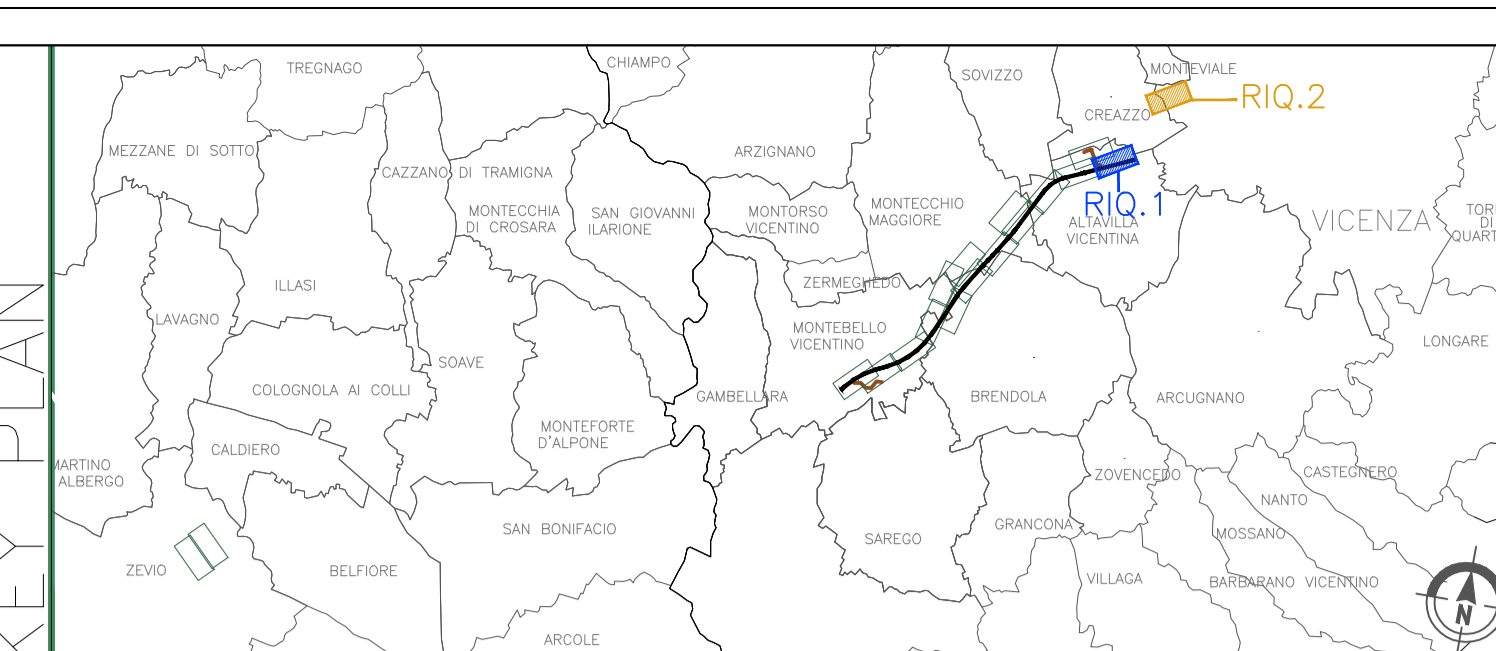 KEY PLAN
CHIAMPO
TREGNAGO
SOVIZZO
MONTEVIALE
RIQ.2
CREAZZO
MEZZANE DI SOTTO
ARZIGNANO
CAZZANO DI TRAMIGNA
RIQ.1
MONTECCHIA
DI CROSARA
SAN GIOVANNI
ILARIONE
MONTORSO
VICENTINO
MONTECCHIO
MAGGIORE
ALTAVILLA
VICENTINA
VICENZA
DI
QUART
ILLASI
ZERMEGHEDO
LAVAGNO
MONTEBELLO
VICENTINO
LONGARE
SOAVE
COLOGNOLA AI COLLI
GAMBELLARA
BRENDOLA
ARCUGNANO
MONTEFORTE
D'ALPONE
CALDIERO
MARTINO
ALBERGO
ZOVENCEDO
CASTEGNERO
NANTO
SAN BONIFACIO
GRANCONA
MOSSANO
SAREGO
ZEVIO
BELFIORE
VILLAGA
BARBARANO VICENTINO
N
ARCOLE